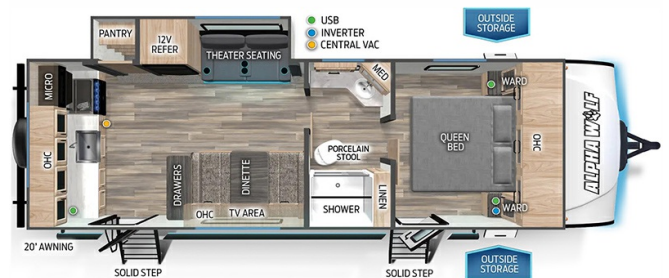 PANTRY
12V
REFER
THEATER SEATING
USB
INVERTER
CENTRAL VAC
OUTSIDE
STORAGE
MICRO
MED
WARD
OHC
QUEEN
BED
OHC
ALPHA WOLF
PORCELAIN
STOOL
DRAWERS
DINETTE
OHC
TV AREA
SHOWER
LINEN
WARD
20' AWNING
SOLID STEP
SOLID STEP
OUTSIDE
STORAGE